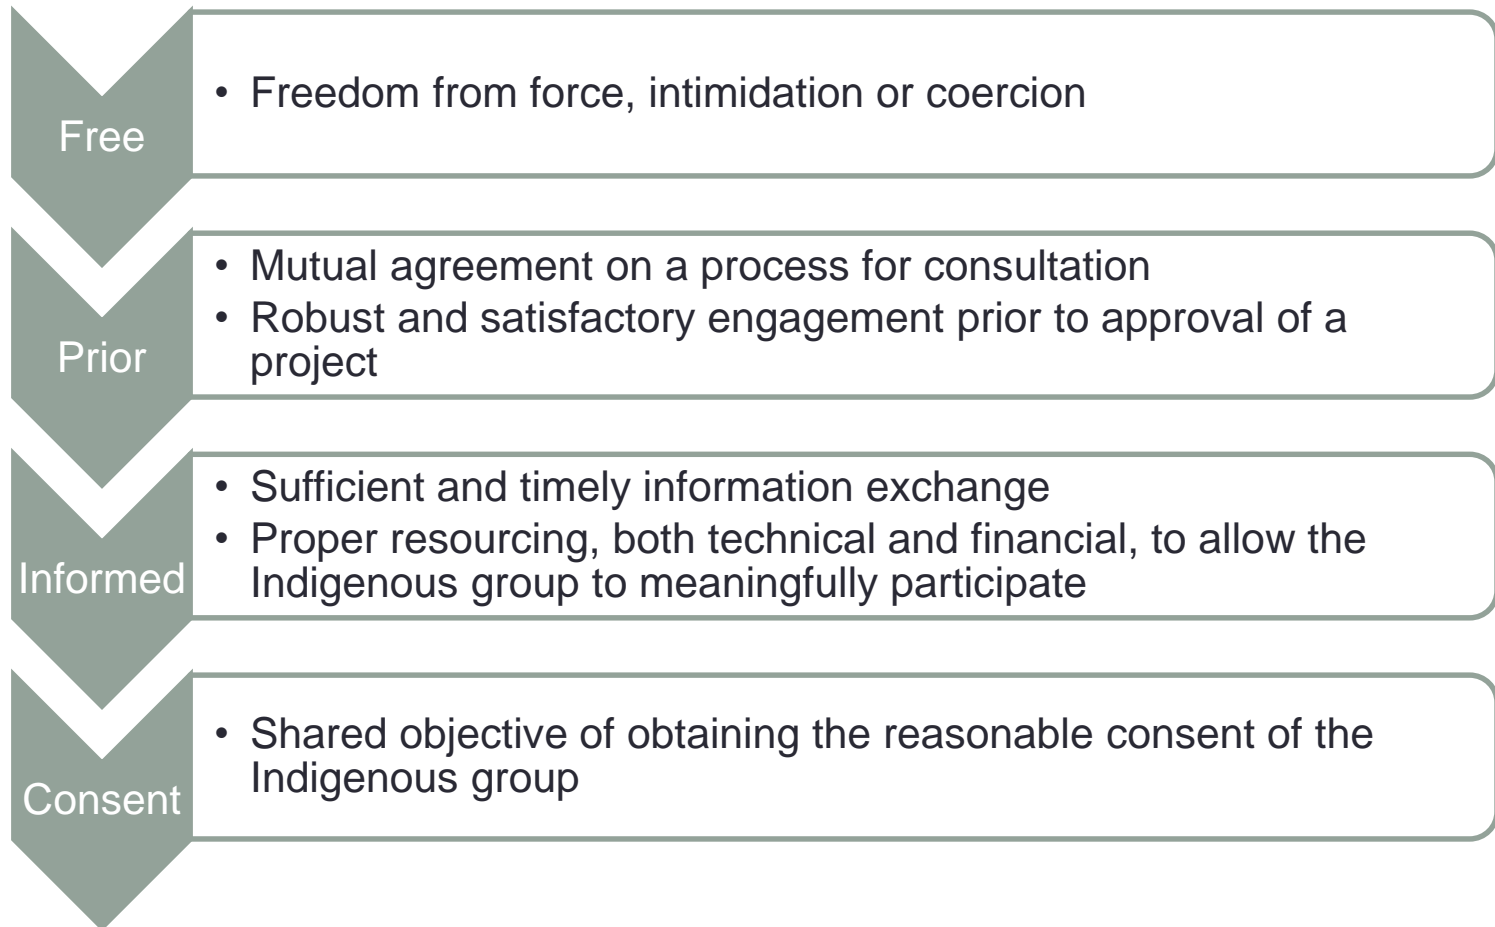 Free
• Freedom from force, intimidation or coercion
Prior
• Mutual agreement on a process for consultation
• Robust and satisfactory engagement prior to approval of a
project
Informed
• Sufficient and timely information exchange
• Proper resourcing, both technical and financial, to allow the
Indigenous group to meaningfully participate
Consent
• Shared objective of obtaining the reasonable consent of the
Indigenous group